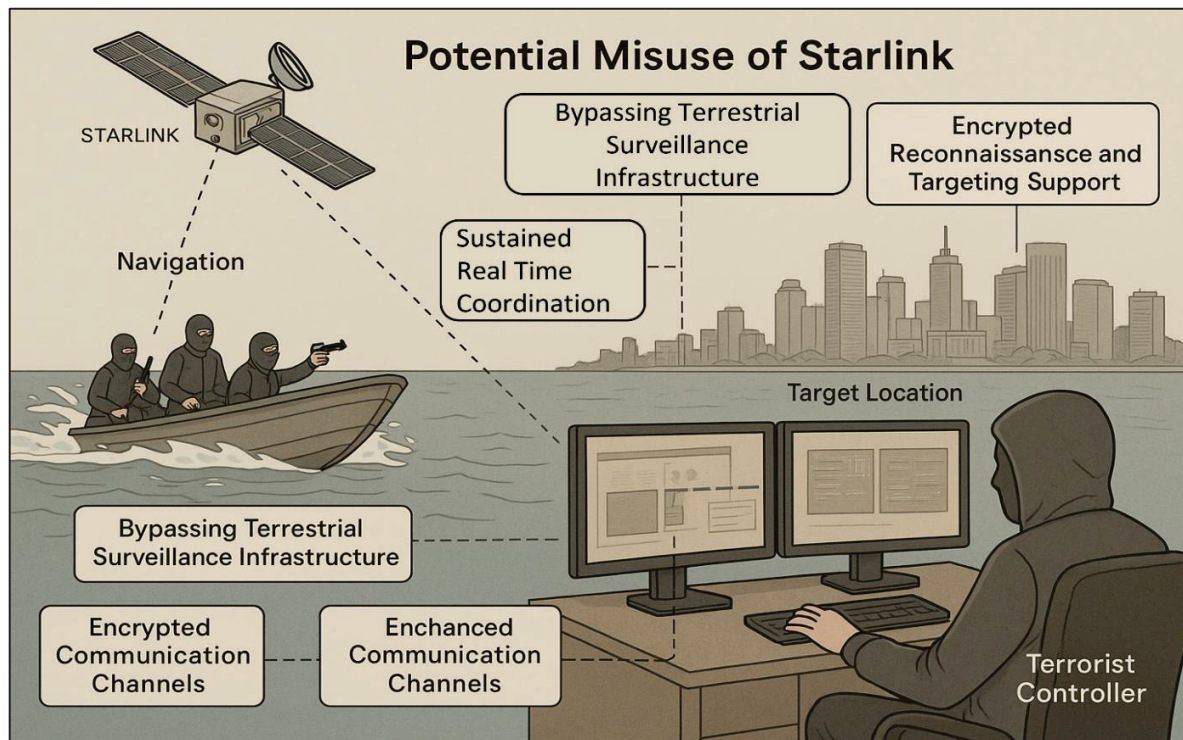 Potential Misuse of Starlink
STARLINK
Bypassing Terrestrial
Surveillance
Infrastructure
Encrypted
Reconnaissansce and
Targeting Support
Navigation
Sustained
Real Time
Coordination
Target Location
Bypassing Terrestrial
Surveillance Infrastructure
Encrypted
Communication
Channels
Enchanced
Communication
Channels
Terrorist
Controller